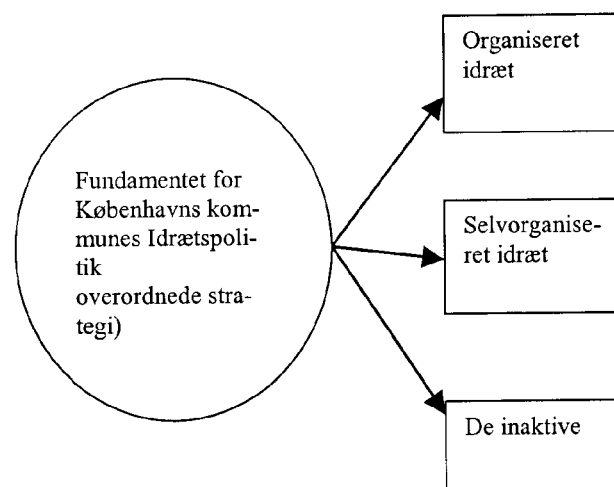 Organiseret
idræt
Fundamentet for
Københavns kom-
munes Idrætspoli-
tik
overordnede stra-
tegi)
Selvorganise-
ret idræt
De inaktive